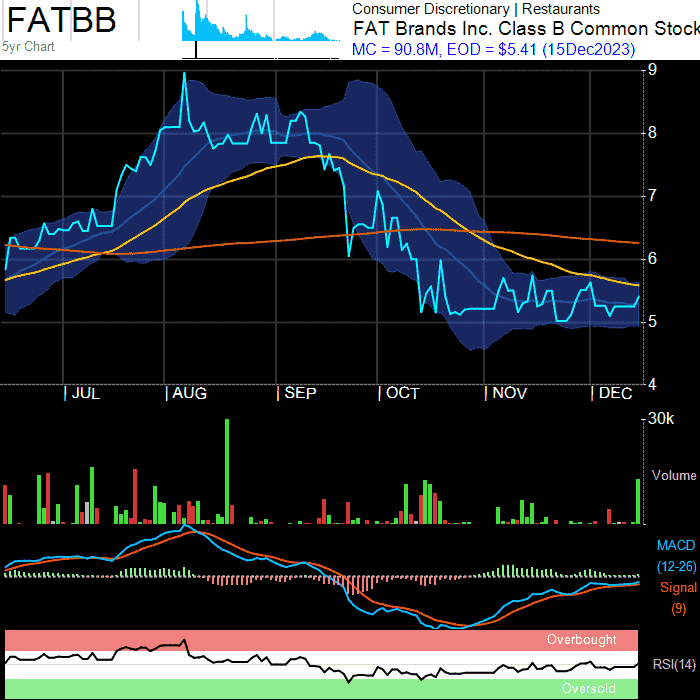 FATBB
5yr Chart
Consumer Discretionary | Restaurants
FAT Brands Inc. Class B Common Stock
MC = 90.8M, EOD = $5.41 (15Dec2023)
9
8
7
6
5
4
| JUL | AUG | SEP | OCT | NOV | DEC
30k
Volume
MACD
(12-26)
Signal
(9)
Overbought
RSI(14)
Oversold